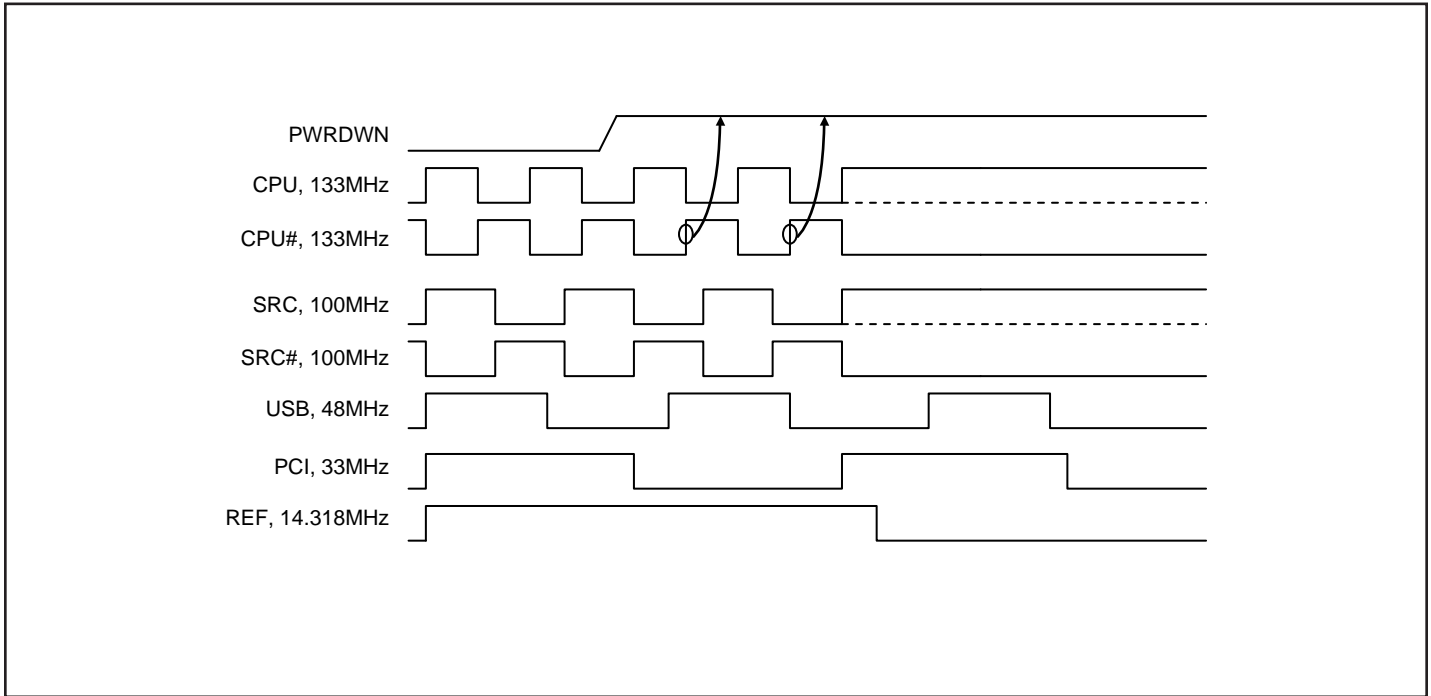 PWRDWN
CPU, 133MHz
CPU#, 133MHz
SRC, 100MHz
SRC#, 100MHz
USB, 48MHz
PCI, 33MHz
REF, 14.318MHz